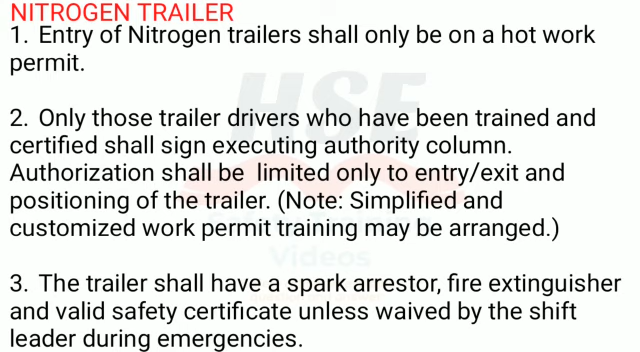 NITROGEN TRAILER
1. Entry of Nitrogen trailers shall only be on a hot work
permit.
2. Only those trailer drivers who have been trained and
certified shall sign executing authority column.
Authorization shall be limited only to entry/exit and
positioning of the trailer. (Note: Simplified and
customized work permit training may be arranged.)
3. The trailer shall have a spark arrestor, fire extinguisher
and valid safety certificate unless waived by the shift
leader during emergencies.
HSE
Videos